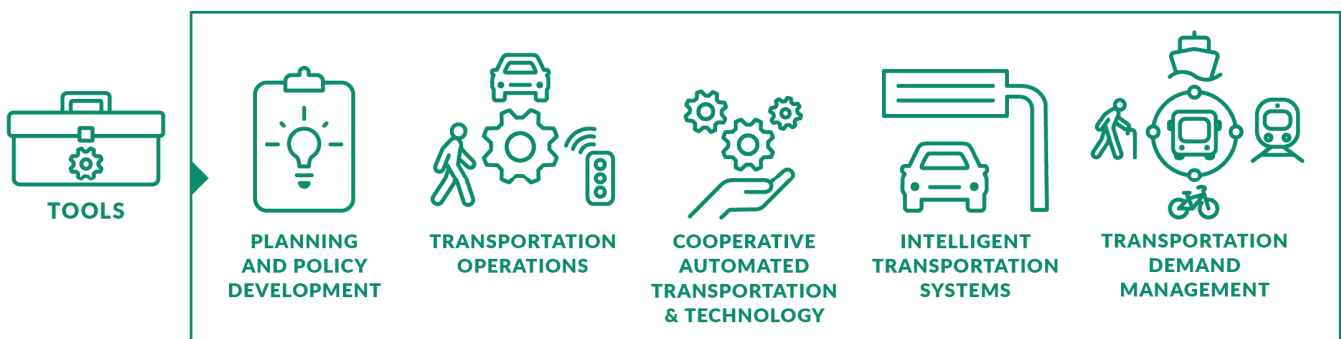 TOOLS
PLANNING
AND POLICY
DEVELOPMENT
TRANSPORTATION
OPERATIONS
COOPERATIVE
AUTOMATED
TRANSPORTATION
& TECHNOLOGY
INTELLIGENT
TRANSPORTATION
SYSTEMS
TRANSPORTATION
DEMAND
MANAGEMENT